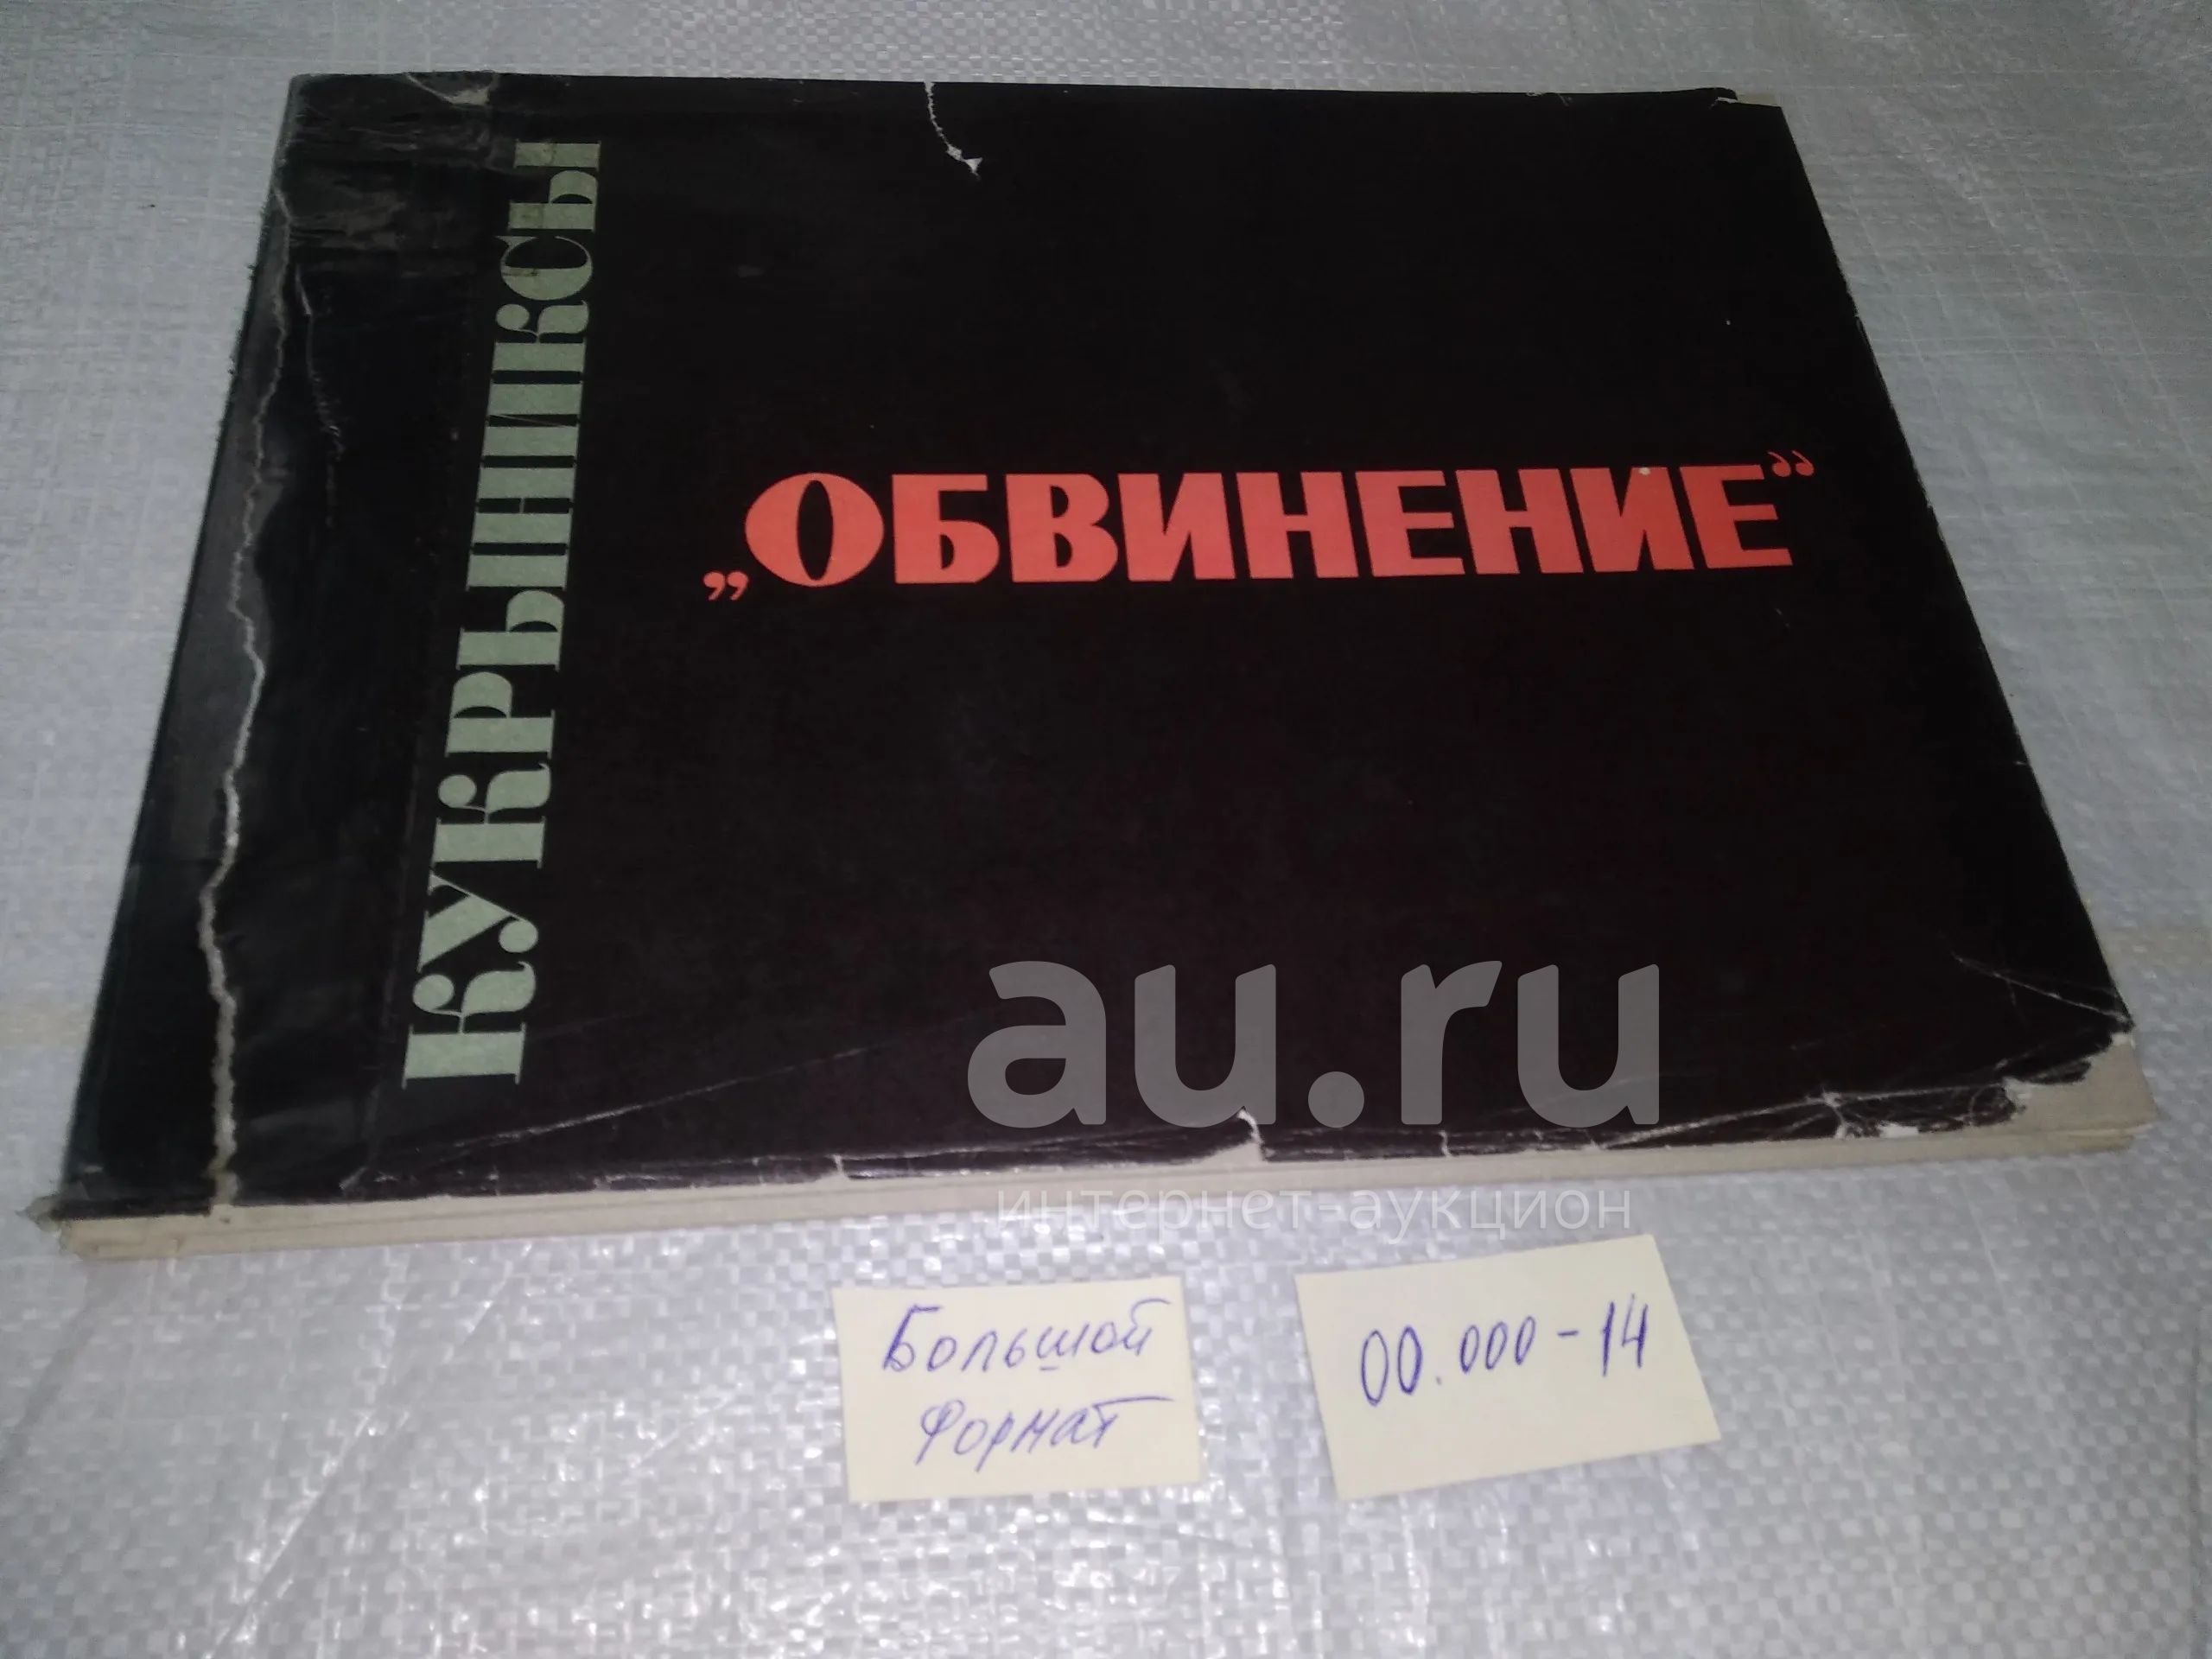 КУКРЫНИКСЫ
„ОБВИНЕНИЕ“
au.ru
интернет-аукцион
Большой
формат
00.000-14